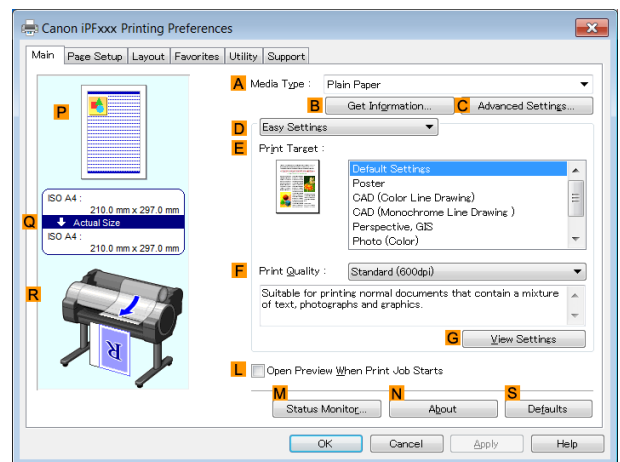 Canon iPFxxx Printing Preferences
Main Page Setup Layout Favorites Utility Support
A Media Type : Plain Paper
B Get Information... C Advanced Settings...
D Easy Settings
E Print Target :
Default Settings
Poster
CAD (Color Line Drawing)
CAD (Monochrome Line Drawing )
Perspective, GIS
Photo (Color)
P
ISO A4 :
210.0 mm x 297.0 mm
Q Actual Size
ISO A4 :
210.0 mm x 297.0 mm
R
R
F Print Quality : Standard (600dpi)
Suitable for printing normal documents that contain a mixture
of text, photographs and graphics.
G View Settings
L Open Preview When Print Job Starts
M N S
Status Monitor... About Defaults
OK Cancel Apply Help